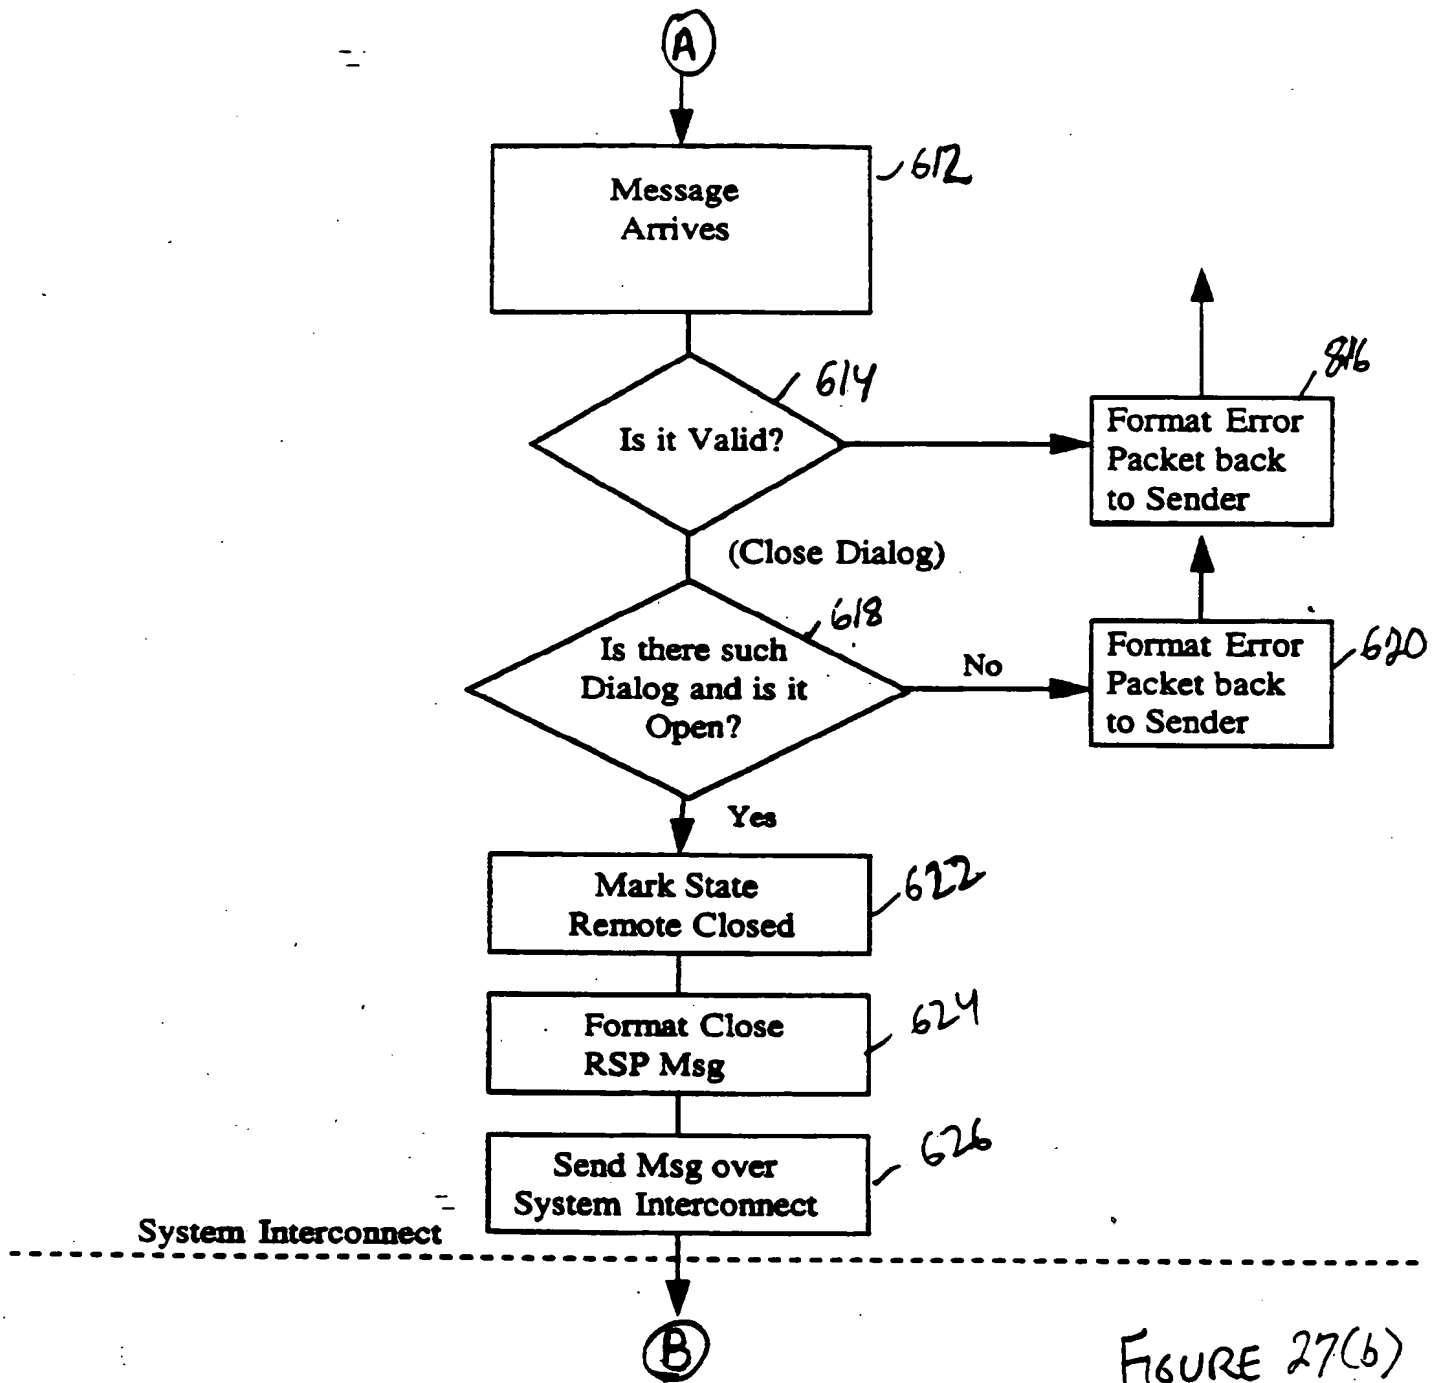 A
Message
Arrives
612
Is it Valid?
614
Format Error
Packet back
to Sender
816
(Close Dialog)
Is there such
Dialog and is it
Open?
618
No
Format Error
Packet back
to Sender
620
Yes
Mark State
Remote Closed
622
Format Close
RSP Msg
624
Send Msg over
System Interconnect
626
System Interconnect
B
FIGURE 27(b)